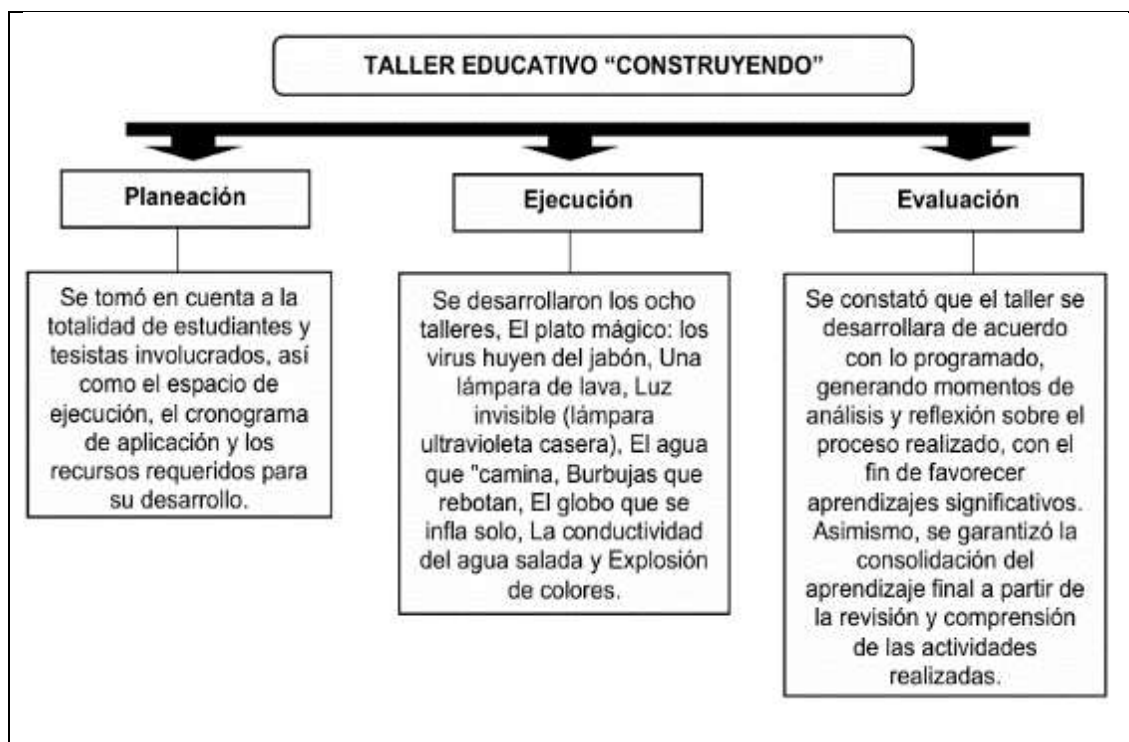 TALLER EDUCATIVO “CONSTRUYENDO”
Planeación
Se tomó en cuenta a la
totalidad de estudiantes y
tesistas involucrados, así
como el espacio de
ejecución, el cronograma
de aplicación y los
recursos requeridos para
su desarrollo.
Ejecución
Se desarrollaron los ocho
talleres, El plato mágico: los
virus huyen del jabón, Una
lámpara de lava, Luz
invisible (lámpara
ultravioleta casera), El agua
que "camina, Burbujas que
rebotan, El globo que se
infla solo, La conductividad
del agua salada y Explosión
de colores.
Evaluación
Se constató que el taller se
desarrollara de acuerdo
con lo programado,
generando momentos de
análisis y reflexión sobre el
proceso realizado, con el
fin de favorecer
aprendizajes significativos.
Asimismo, se garantizó la
consolidación del
aprendizaje final a partir de
la revisión y comprensión
de las actividades
realizadas.